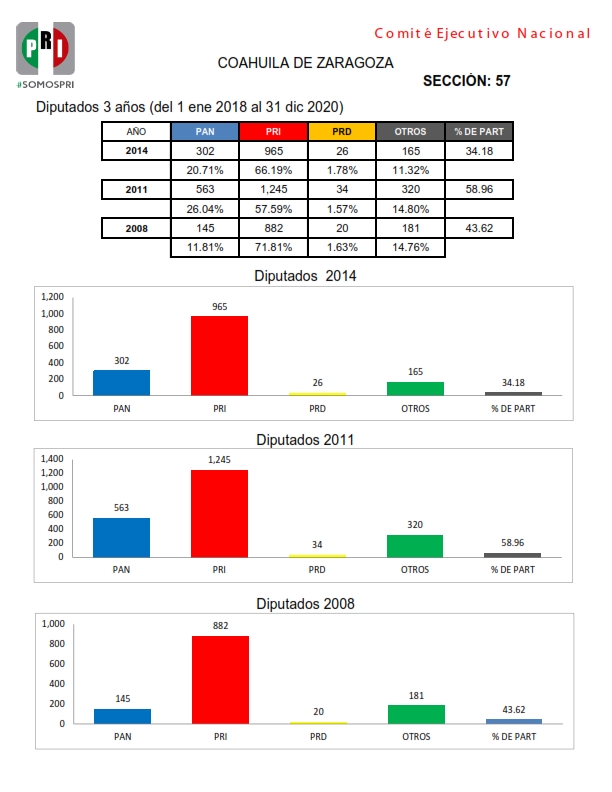 Comité Ejecutivo Nacional
PRI
#SOMOSPRI
COAHUILA DE ZARAGOZA
SECCIÓN: 57
Diputados 3 años (del 1 ene 2018 al 31 dic 2020)
AÑO PAN PRI PRD OTROS % DE PART
2014 302 965 26 165 34.18
20.71% 66.19% 1.78% 11.32%
2011 563 1,245 34 320 58.96
26.04% 57.59% 1.57% 14.80%
2008 145 882 20 181 43.62
11.81% 71.81% 1.63% 14.76%
Diputados 2014
1,200
1,000
800
600
400
200
0
302 965 26 165 34.18
PAN PRI PRD OTROS % DE PART
Diputados 2011
1,400
1,200
1,000
800
600
400
200
0
563 1,245 34 320 58.96
PAN PRI PRD OTROS % DE PART
Diputados 2008
1,000
800
600
400
200
0
145 882 20 181 43.62
PAN PRI PRD OTROS % DE PART